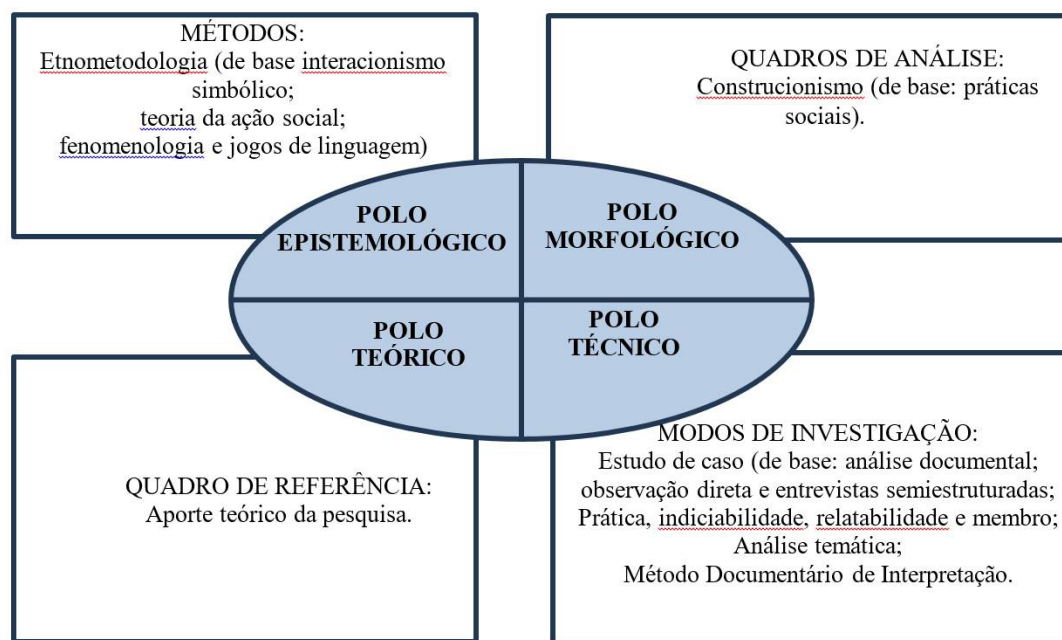 MÉTODOS:
Etnometodologia (de base interacionismo
simbólico;
teoria da ação social;
fenomenologia e jogos de linguagem)
QUADROS DE ANÁLISE:
Construcionismo (de base: práticas
sociais).
POLO
EPISTEMOLÓGICO
POLO
MORFOLÓGICO
POLO
TEÓRICO
POLO
TÉCNICO
QUADRO DE REFERÊNCIA:
Aporte teórico da pesquisa.
MODOS DE INVESTIGAÇÃO:
Estudo de caso (de base: análise documental;
observação direta e entrevistas semiestruturadas;
Prática, indiciabilidade, relatabilidade e membro;
Análise temática;
Método Documentário de Interpretação.